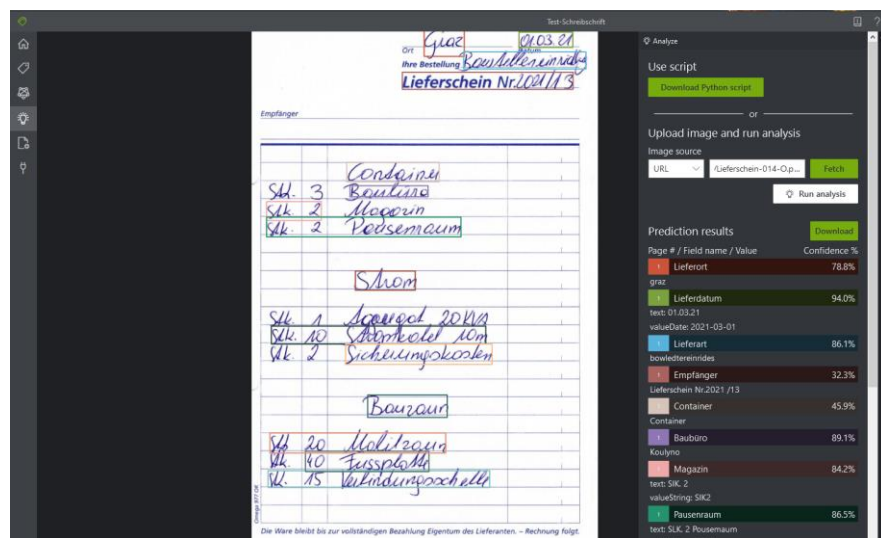 Test-Schreibschrift
Ort Graz Datum 01.03.21
Ihre Bestellung Baustelleneinrichtg
Lieferschein Nr. 2021/13
Empfänger
Container
Stk. 3 Baubüro
Stk. 2 Magazin
Stk. 2 Pausenraum
Strom
Stk. 1 Aggregat 20 kVA
Stk. 10 Stromkabel 10m
Stk. 2 Sicherungskasten
Bauzaun
Stk. 20 Mobilzaun
Stk. 40 Fussplatte
Stk. 15 Verbindungsschelle
Omega 977 OK
Die Ware bleibt bis zur vollständigen Bezahlung Eigentum des Lieferanten. – Rechnung folgt.
Analyze
Use script
Download Python script
or
Upload image and run analysis
Image source
URL /Lieferschein-014-O.p... Fetch
Run analysis
Prediction results Download
Page # / Field name / Value Confidence %
1 Lieferort 78.8%
graz
1 Lieferdatum 94.0%
text: 01.03.21
valueDate: 2021-03-01
1 Lieferart 86.1%
bowledtereinrides
1 Empfänger 32.3%
Lieferschein Nr.2021 /13
1 Container 45.9%
Container
1 Baubüro 89.1%
Koulyno
1 Magazin 84.2%
text: SIK. 2
valueString: SIK2
1 Pausenraum 86.5%
text: SLK. 2 Pousemaum